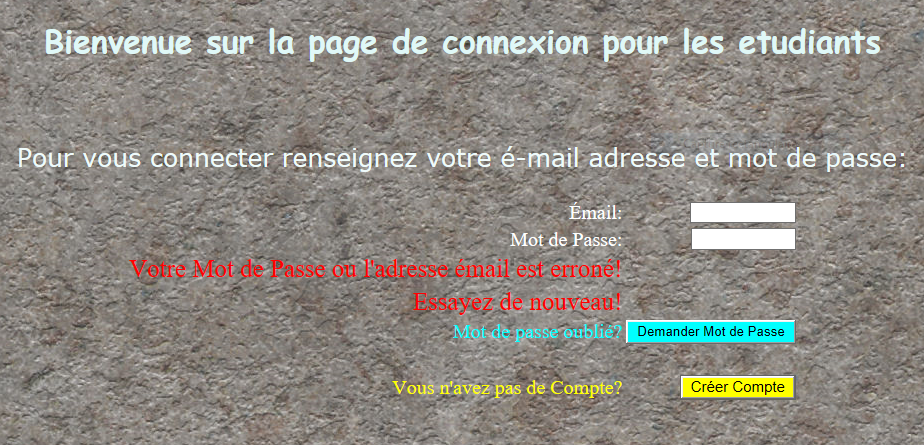 Bienvenue sur la page de connexion pour les etudiants
Pour vous connecter renseignez votre é-mail adresse et mot de passe:
Émail:
Mot de Passe:
Votre Mot de Passe ou l'adresse émail est erroné!
Essayez de nouveau!
Mot de passe oublié? Demander Mot de Passe
Vous n'avez pas de Compte? Créer Compte